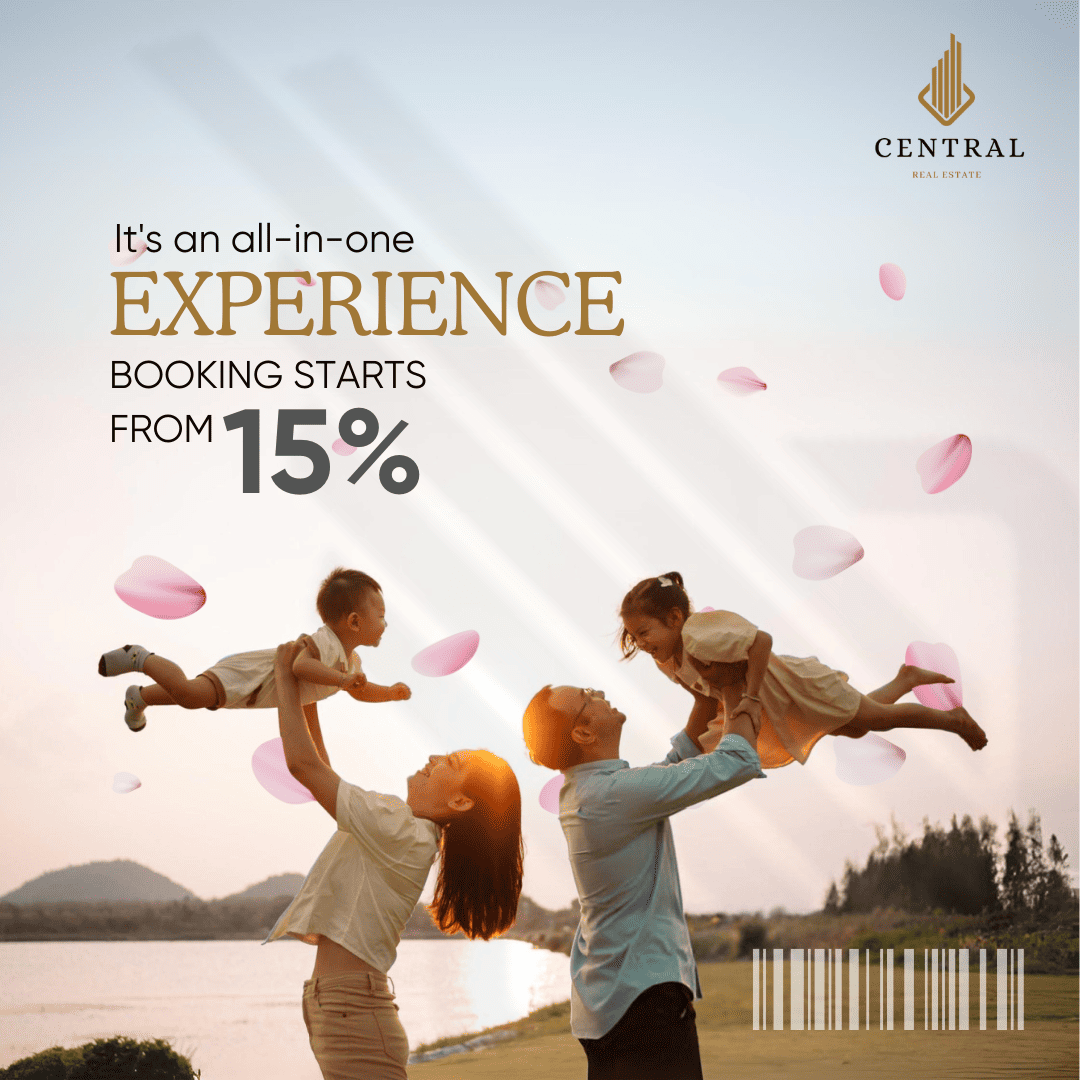 CENTRAL
REAL ESTATE
It's an all-in-one
EXPERIENCE
BOOKING STARTS
FROM 15%